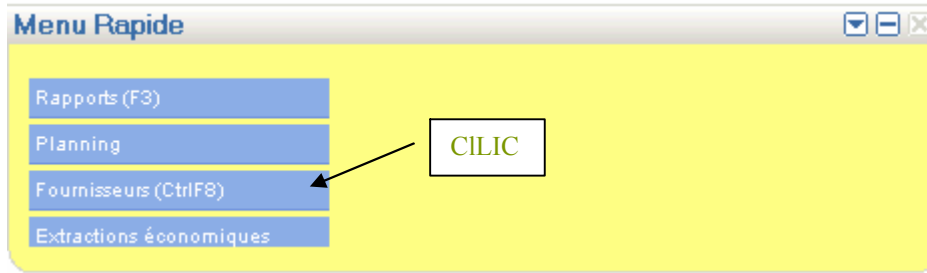 Menu Rapide
Rapports (F3)
Planning
ClLIC
Fournisseurs (CtrlF8)
Extractions économiques